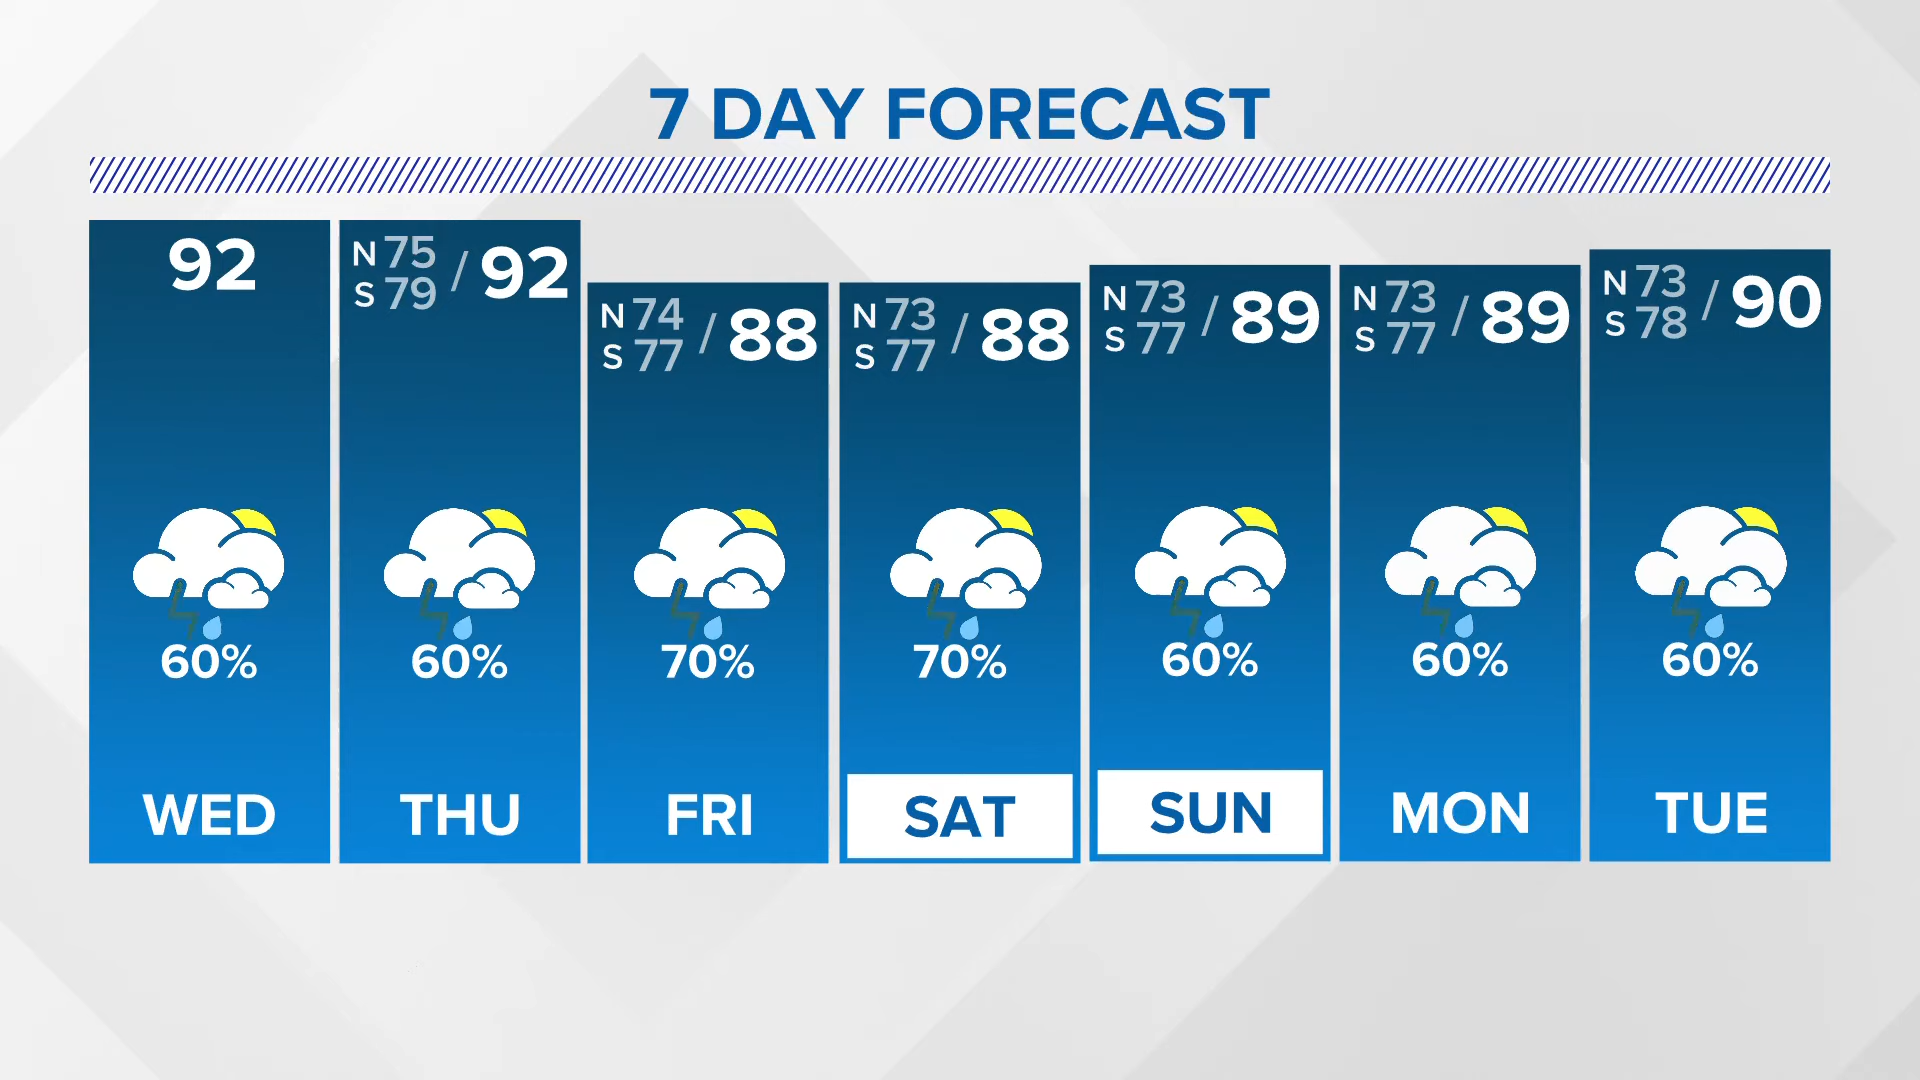 7 DAY FORECAST
92
60%
WED
N 75
S 79
/ 92
60%
THU
N 74
S 77
/ 88
70%
FRI
N 73
S 77
/ 88
70%
SAT
N 73
S 77
/ 89
60%
SUN
N 73
S 77
/ 89
60%
MON
N 73
S 78
/ 90
60%
TUE